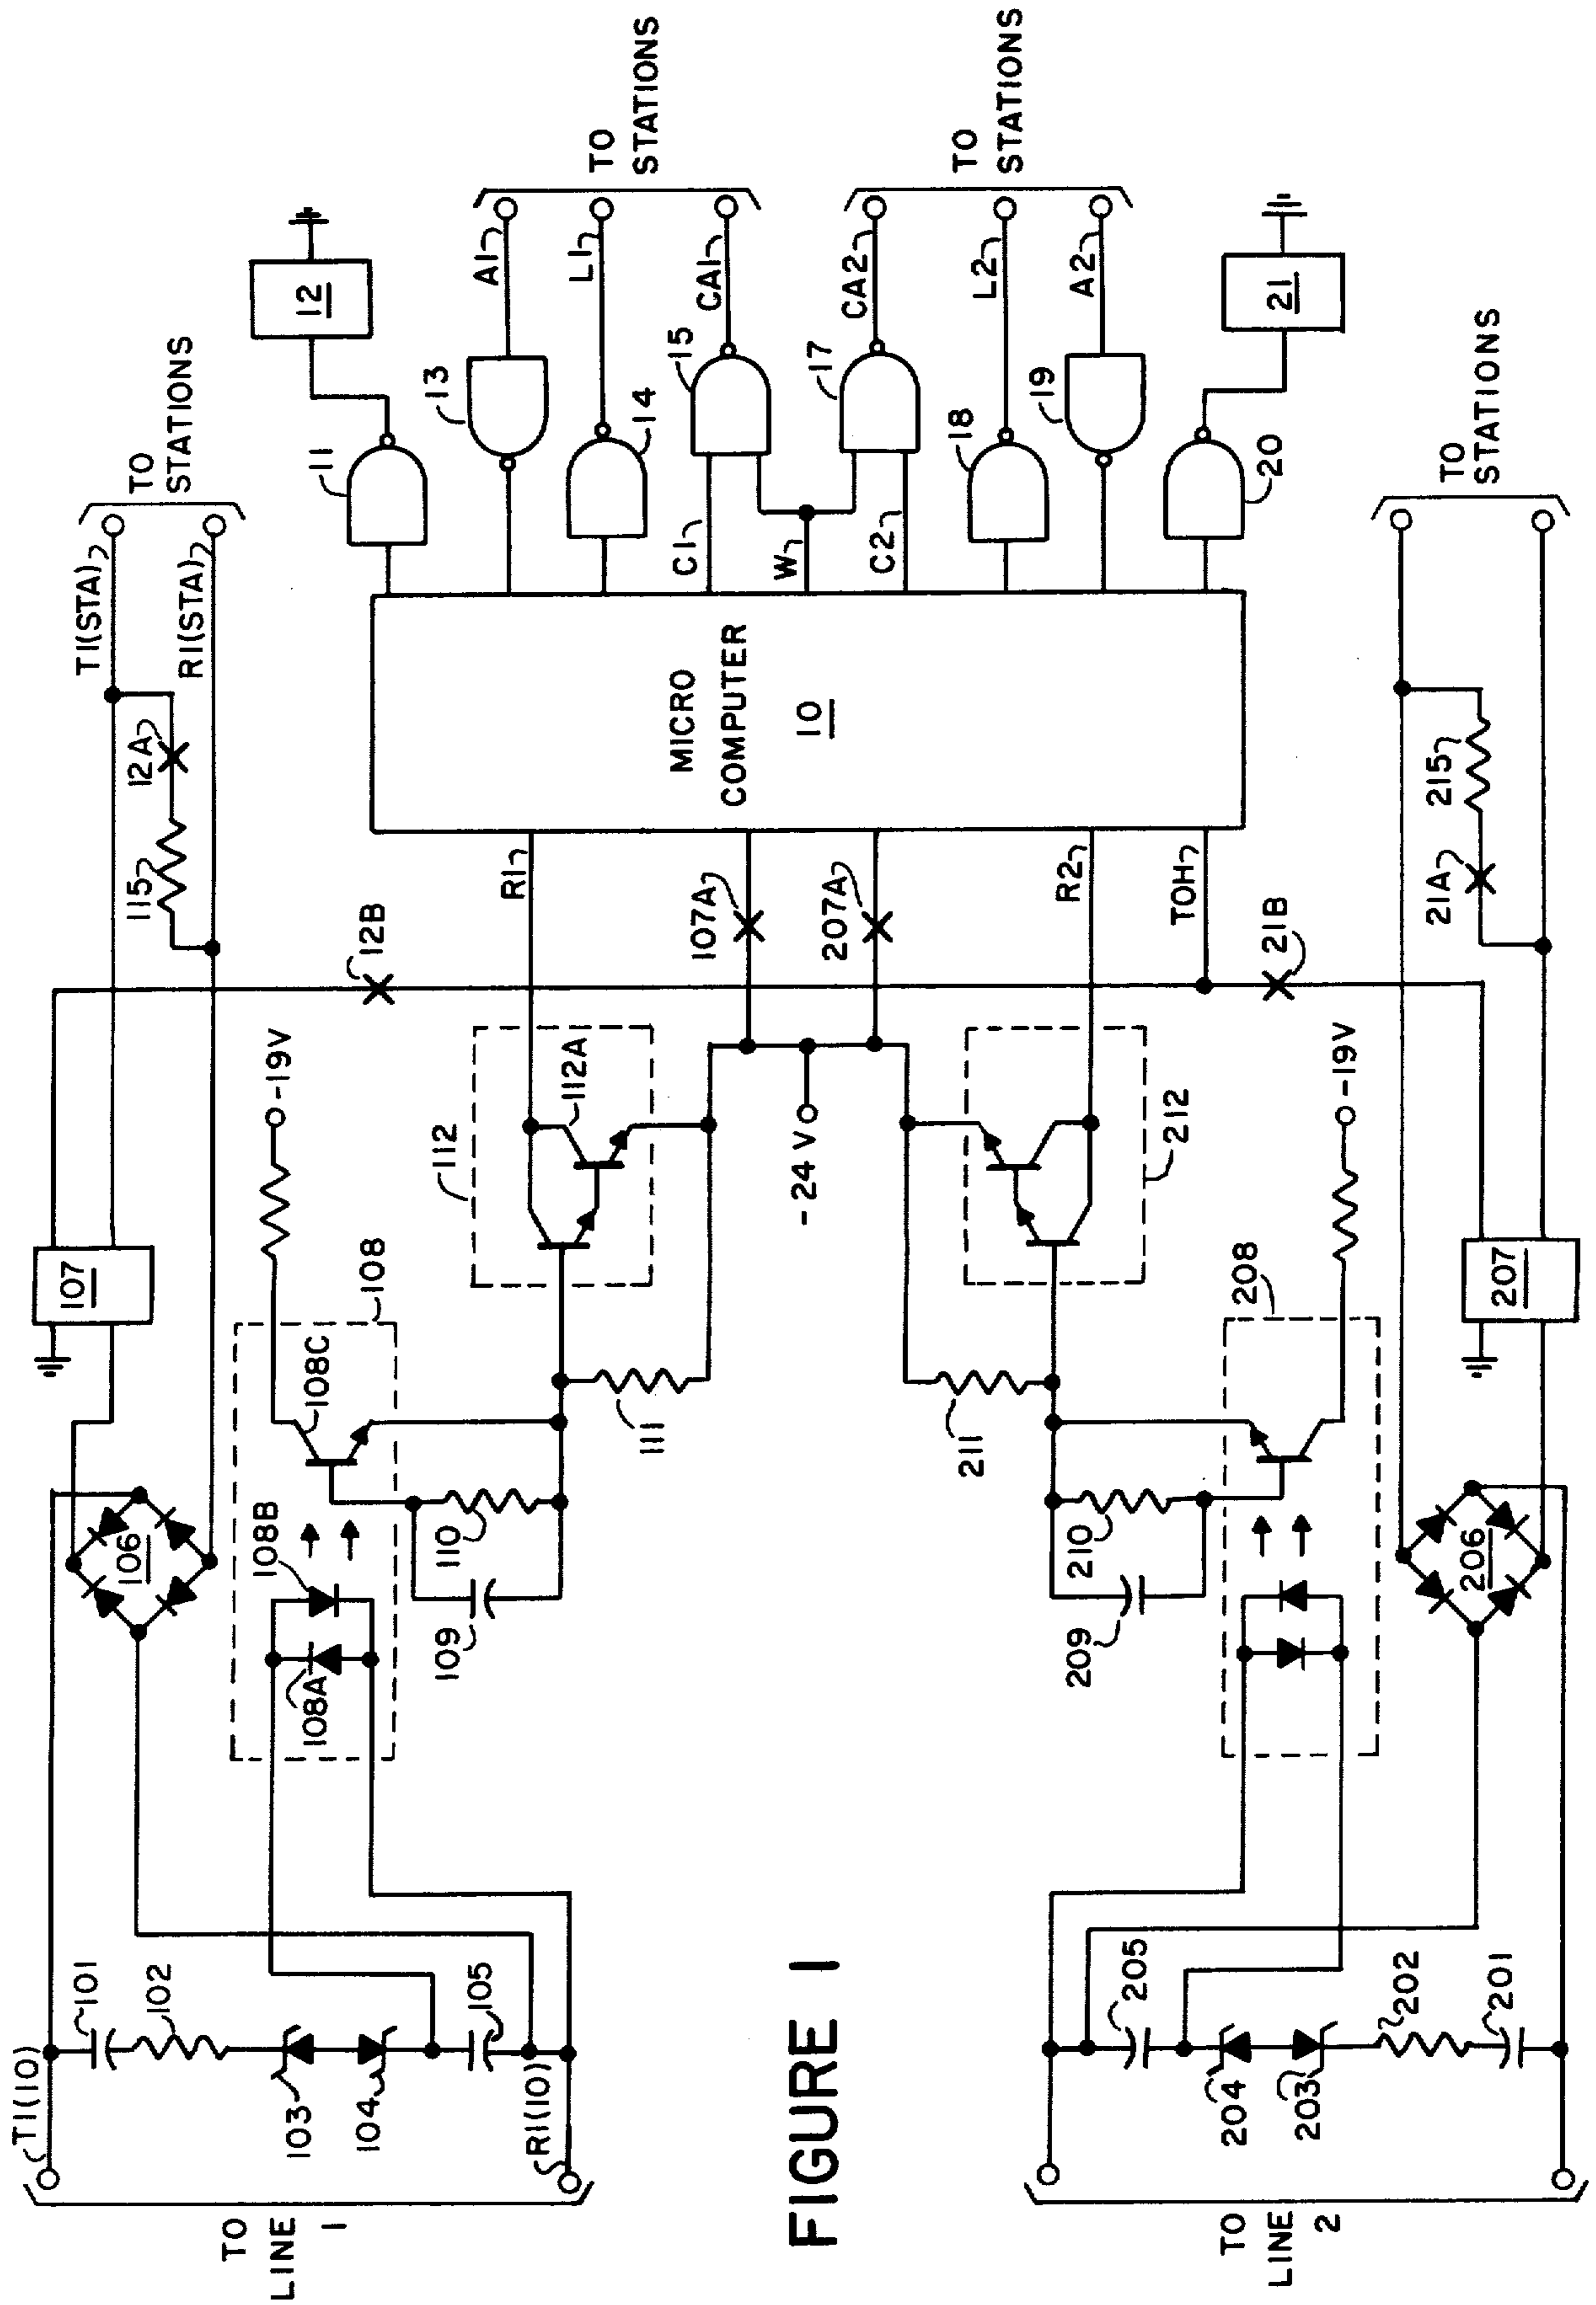 TO
LINE
1
T1(10)
101
102
103
104
105
R1(10)
106
107
108
108A
108B
108C
109
110
111
112
112A
-19V
T1(STA)
R1(STA)
12A
115
12B
TO
STATIONS
R1
107A
207A
R2
TOH
21B
-24 V
MICRO
COMPUTER
10
11
12
13
14
15
17
18
19
20
21
C1
W
C2
A1
L1
CA1
CA2
L2
A2
TO
STATIONS
TO
STATIONS
TO
LINE
2
205
204
203
202
201
206
207
208
209
210
211
212
-19V
21A
215
TO
STATIONS
FIGURE 1